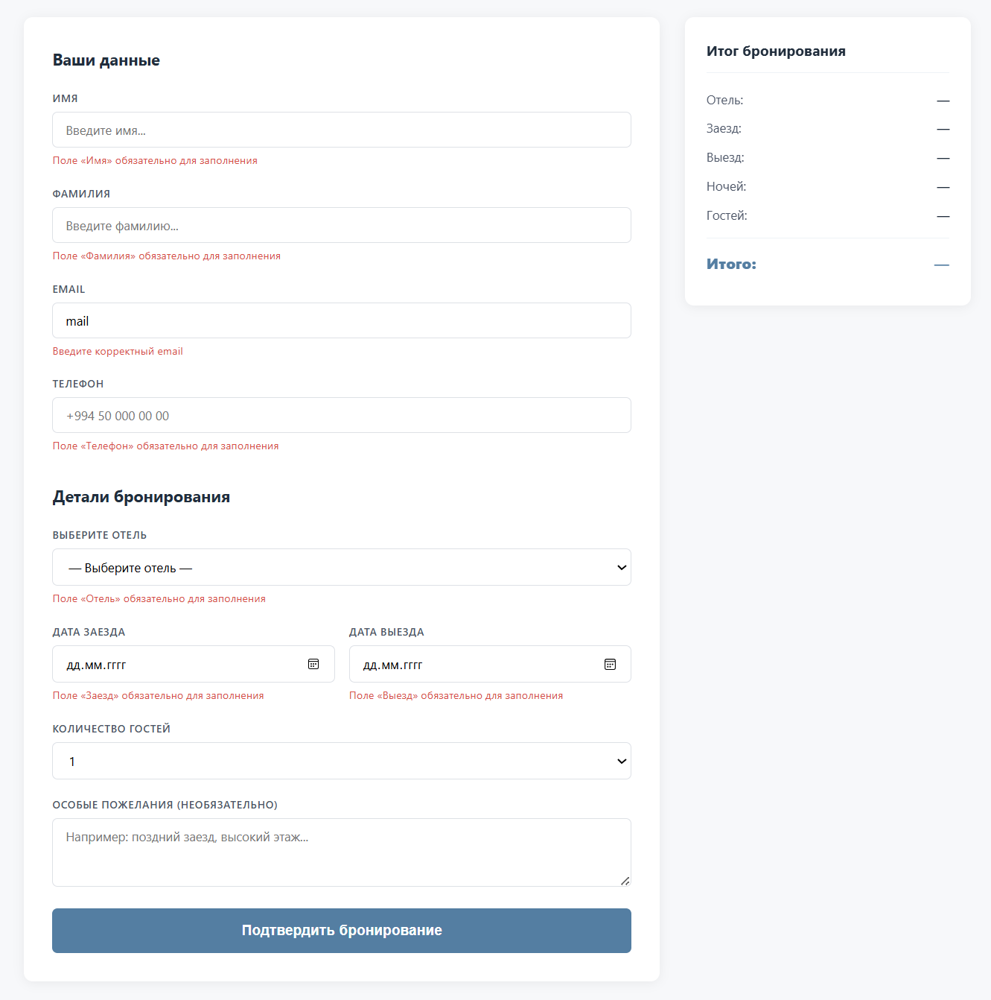 Ваши данные
ИМЯ
Введите имя...
Поле «Имя» обязательно для заполнения
ФАМИЛИЯ
Введите фамилию...
Поле «Фамилия» обязательно для заполнения
EMAIL
mail
Введите корректный email
ТЕЛЕФОН
+994 50 000 00 00
Поле «Телефон» обязательно для заполнения
Детали бронирования
ВЫБЕРИТЕ ОТЕЛЬ
— Выберите отель —
Поле «Отель» обязательно для заполнения
ДАТА ЗАЕЗДА
дд.мм.гггг
Поле «Заезд» обязательно для заполнения
ДАТА ВЫЕЗДА
дд.мм.гггг
Поле «Выезд» обязательно для заполнения
КОЛИЧЕСТВО ГОСТЕЙ
1
ОСОБЫЕ ПОЖЕЛАНИЯ (НЕОБЯЗАТЕЛЬНО)
Например: поздний заезд, высокий этаж...
Подтвердить бронирование
Итог бронирования
Отель: —
Заезд: —
Выезд: —
Ночей: —
Гостей: —
Итого: —